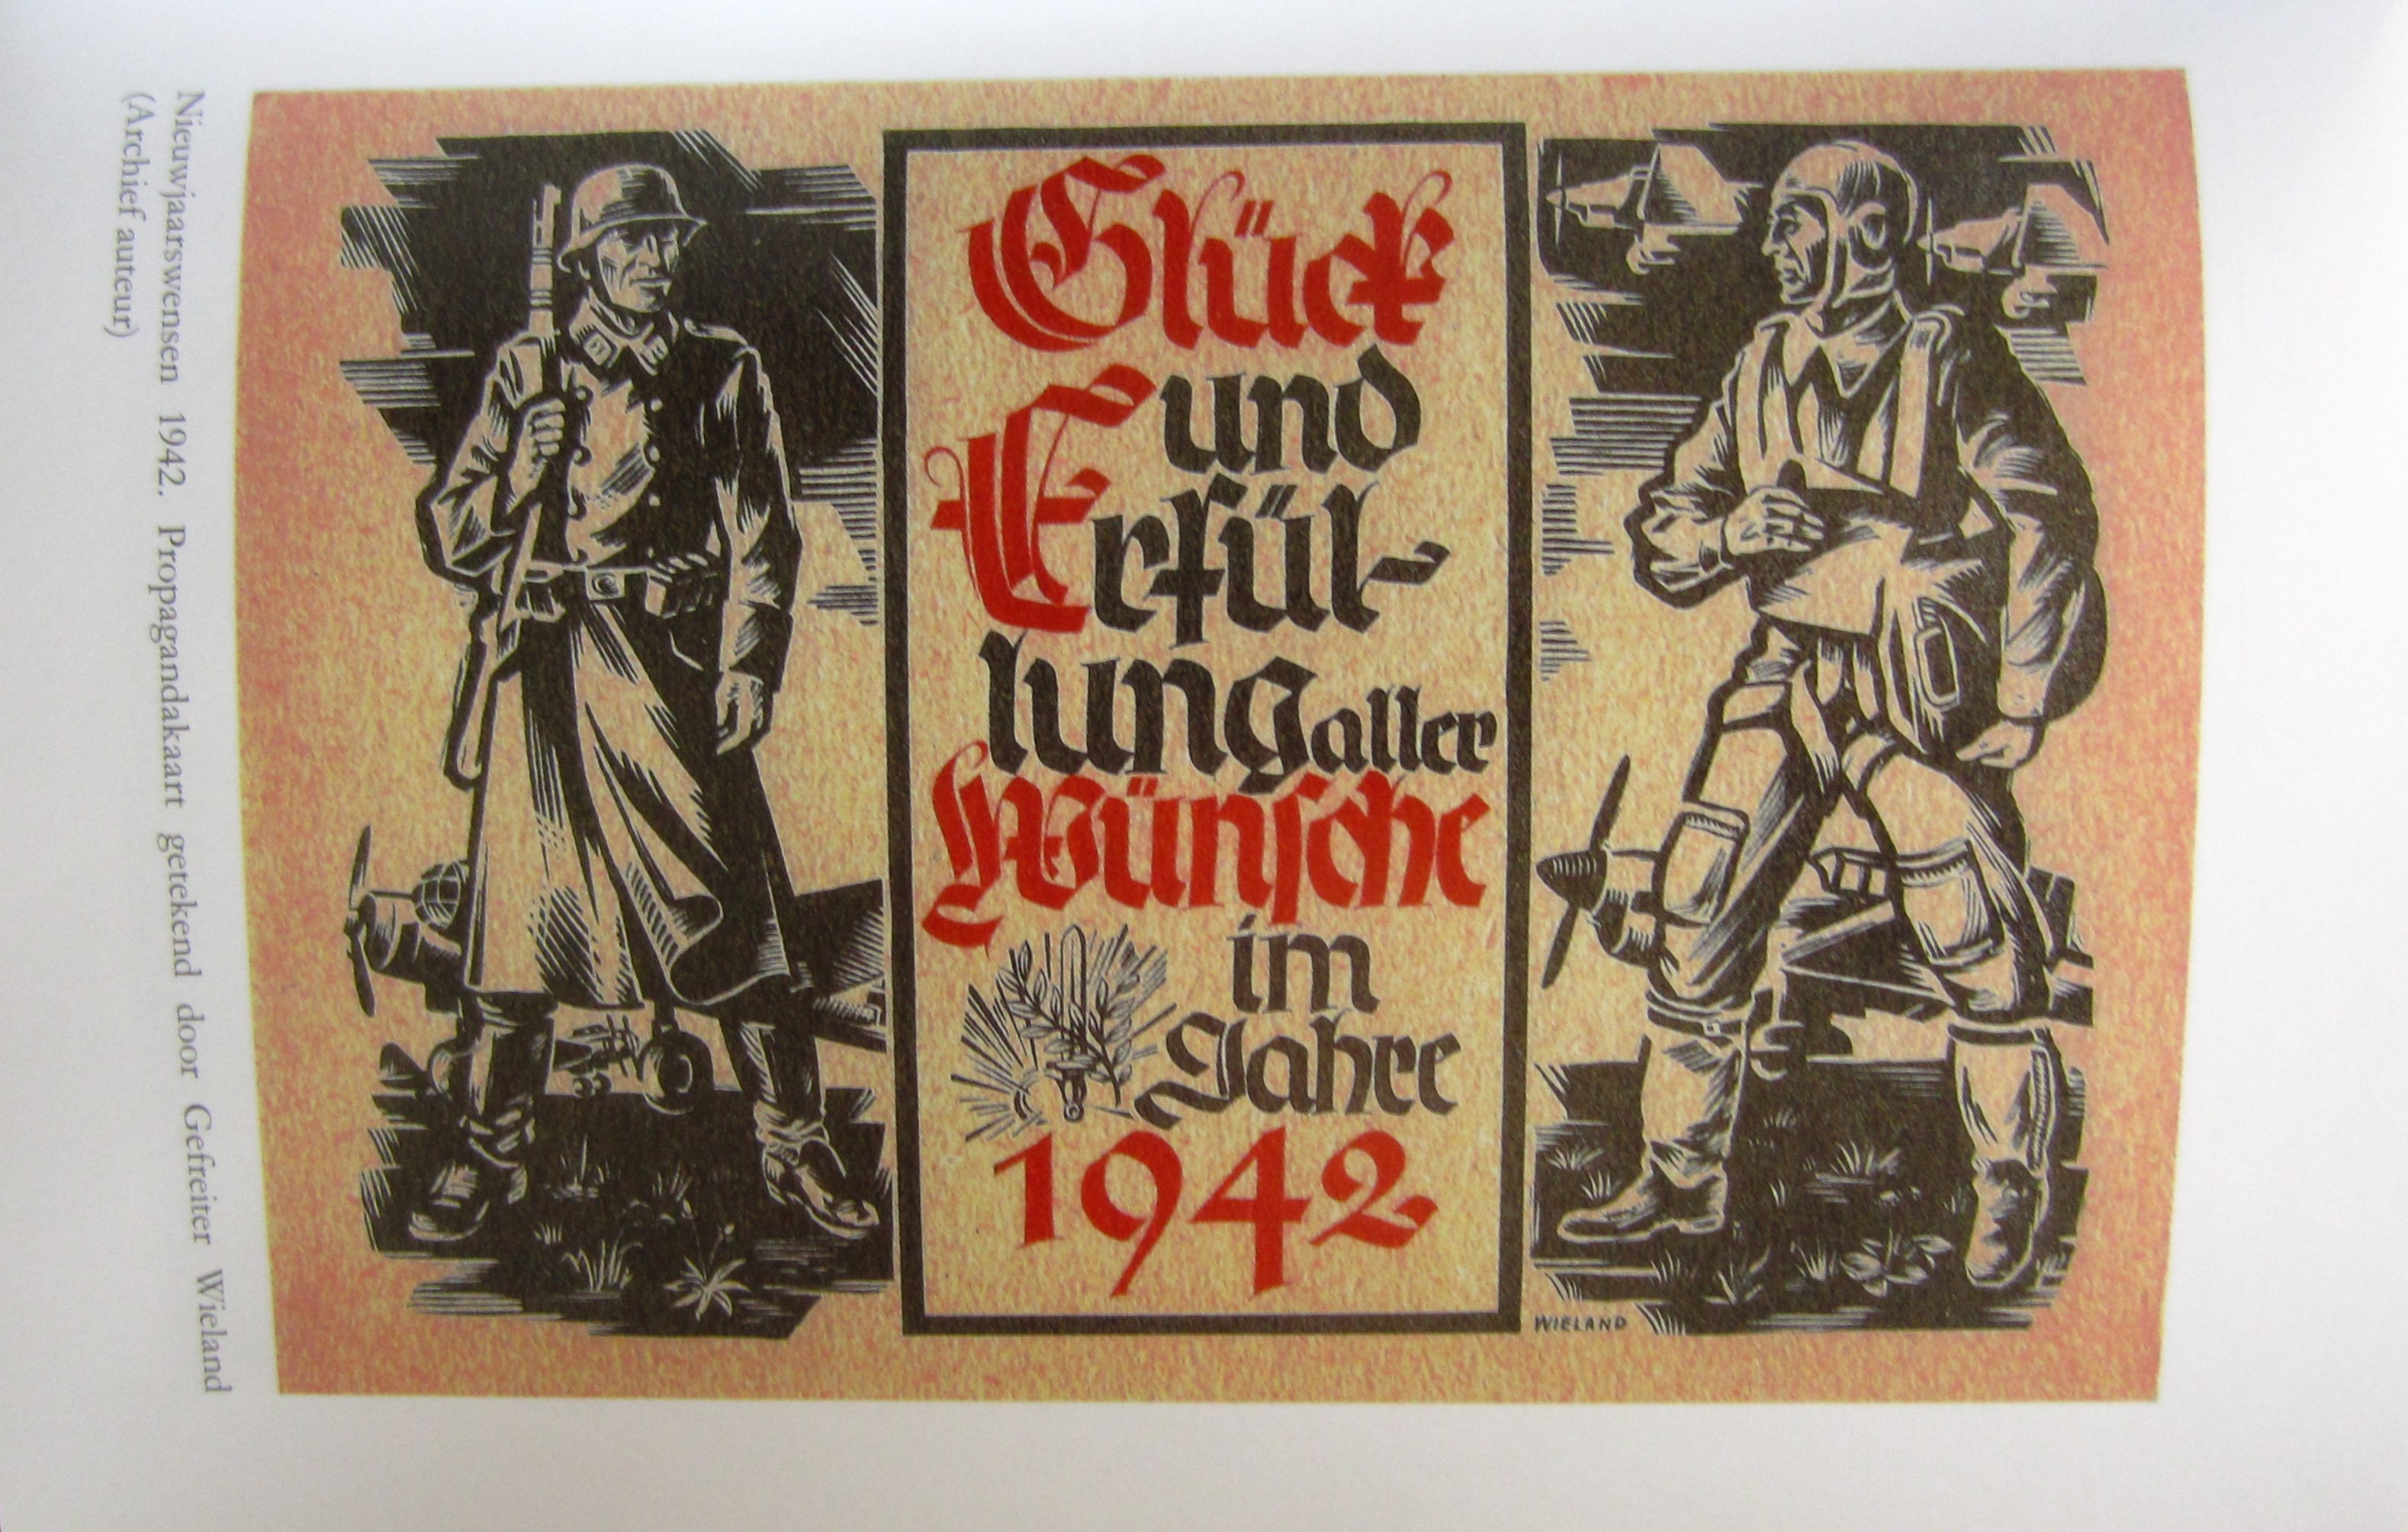 Glück
und
Erfül-
lung aller
Wünsche
im
Jahre
1942
WIELAND
Nieuwjaarswensen 1942. Propagandakaart getekend door Gefreiter Wieland
(Archief auteur)